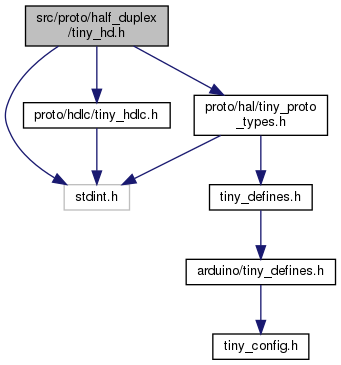 src/proto/half_duplex
/tiny_hd.h
proto/hdlc/tiny_hdlc.h
proto/hal/tiny_proto
_types.h
stdint.h
tiny_defines.h
arduino/tiny_defines.h
tiny_config.h